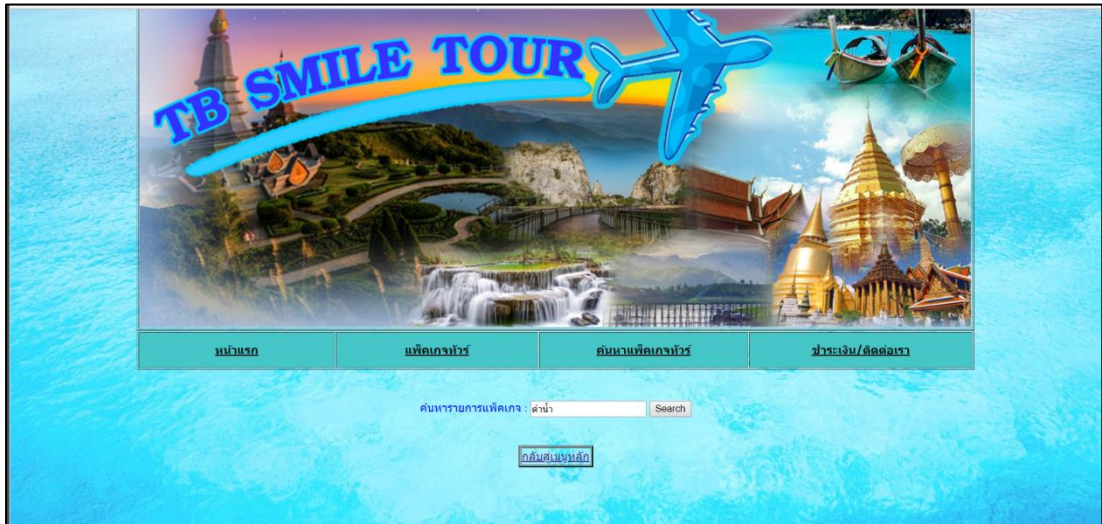 TB SMILE TOUR
หน้าแรก แพ็คเกจทัวร์ ค้นหาแพ็คเกจทัวร์ ชำระเงิน/ติดต่อเรา
ค้นหารายการแพ็คเกจ : ดำน้ำ Search
กลับสู่เมนูหลัก